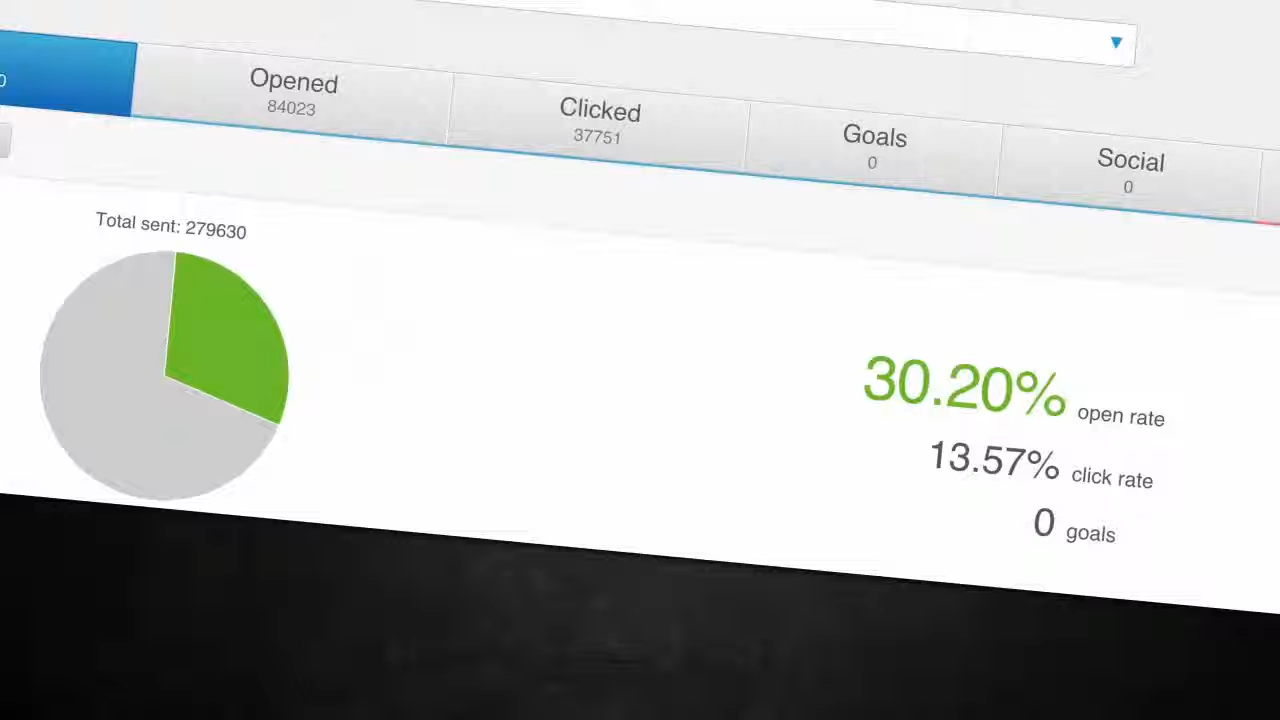 Opened
84023
Clicked
37751
Goals
0
Social
0
Total sent: 279630
30.20% open rate
13.57% click rate
0 goals